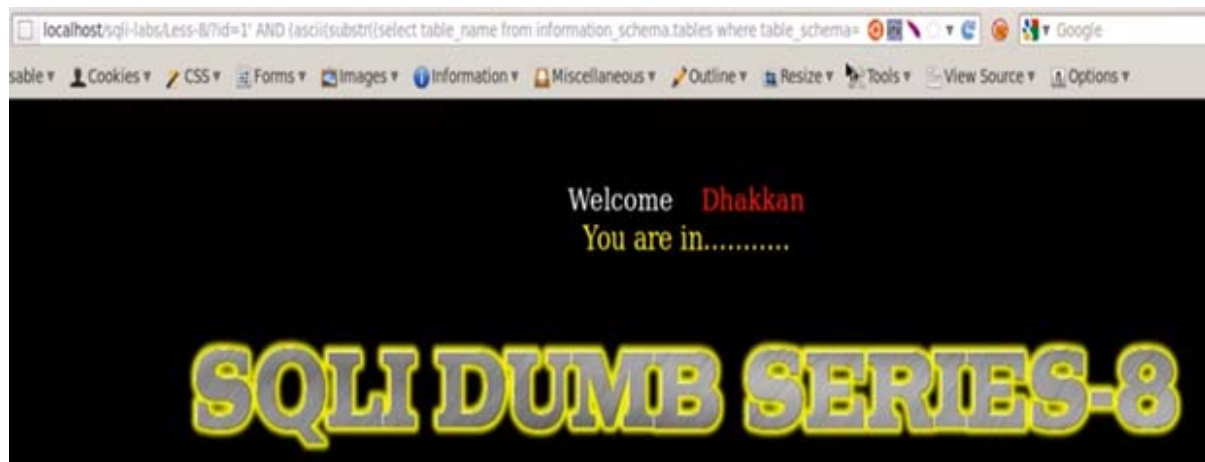 localhost/sqli-labs/Less-8/?id=1' AND (ascii(substr((select table_name from information_schema.tables where table_schema= Google
sable Cookies CSS Forms Images Information Miscellaneous Outline Resize Tools View Source Options
Welcome Dhakkan
You are in...........
SQLI DUMB SERIES-8